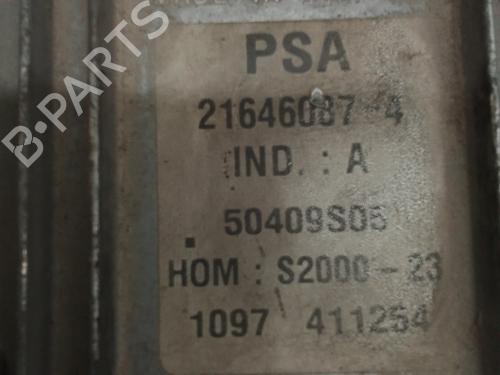 PSA
21646087-4
IND. : A
50409S05
HOM : S2000-23
1097 411254
B-PARTS